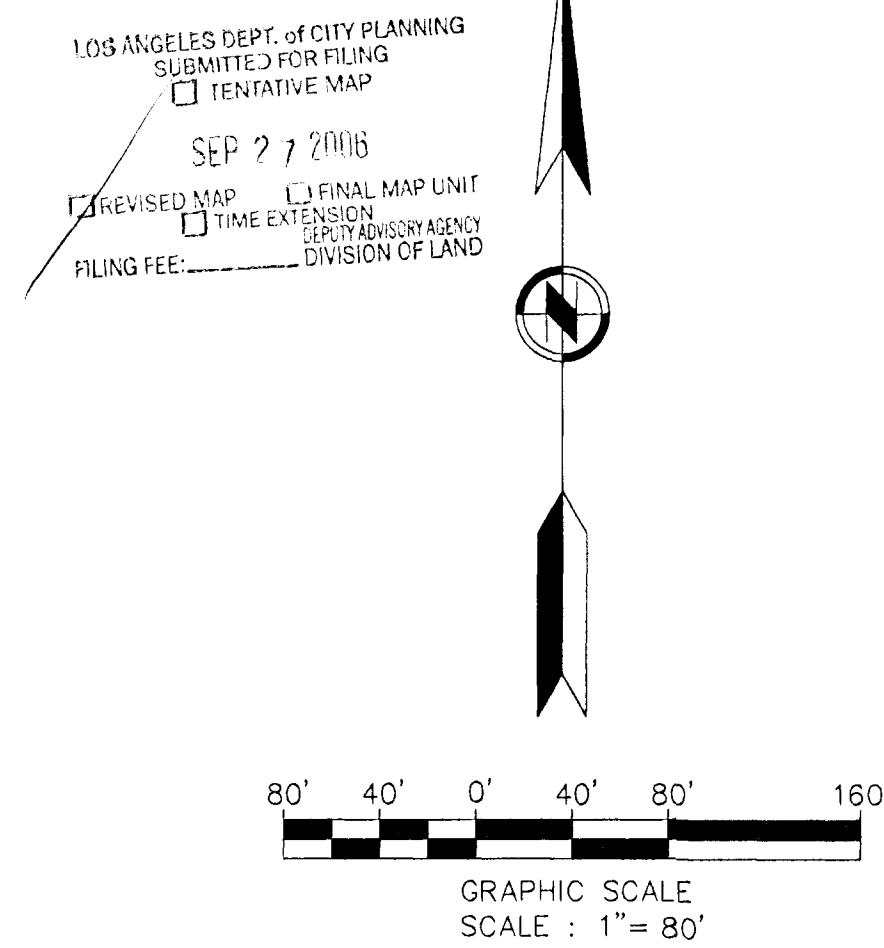 LOS ANGELES DEPT. of CITY PLANNING
SUBMITTED FOR FILING
TENTATIVE MAP
SEP 27 2006
REVISED MAP FINAL MAP UNIT
TIME EXTENSION
DEPUTY ADVISORY AGENCY
FILING FEE: DIVISION OF LAND
N
80' 40' 0' 40' 80' 160
GRAPHIC SCALE
SCALE : 1"= 80'